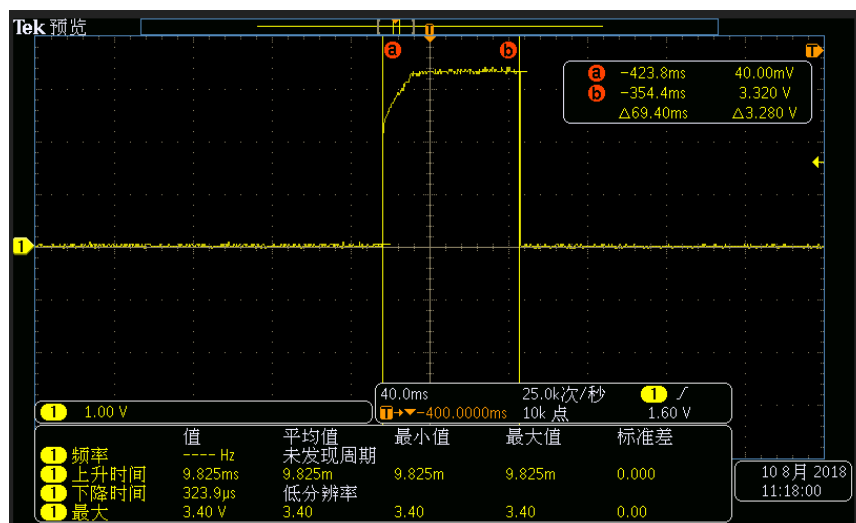 Tek 预览
T
a b
T
a -423.8ms 40.00mV
b -354.4ms 3.320 V
△69.40ms △3.280 V
1
1 1.00 V
40.0ms 25.0k次/秒 1 ∫
T→▼-400.0000ms 10k 点 1.60 V
值 平均值 最小值 最大值 标准差
1 频率 ---- Hz 未发现周期
1 上升时间 9.825ms 9.825m 9.825m 9.825m 0.000
1 下降时间 323.9µs 低分辨率
1 最大 3.40 V 3.40 3.40 3.40 0.00
10 8月 2018
11:18:00